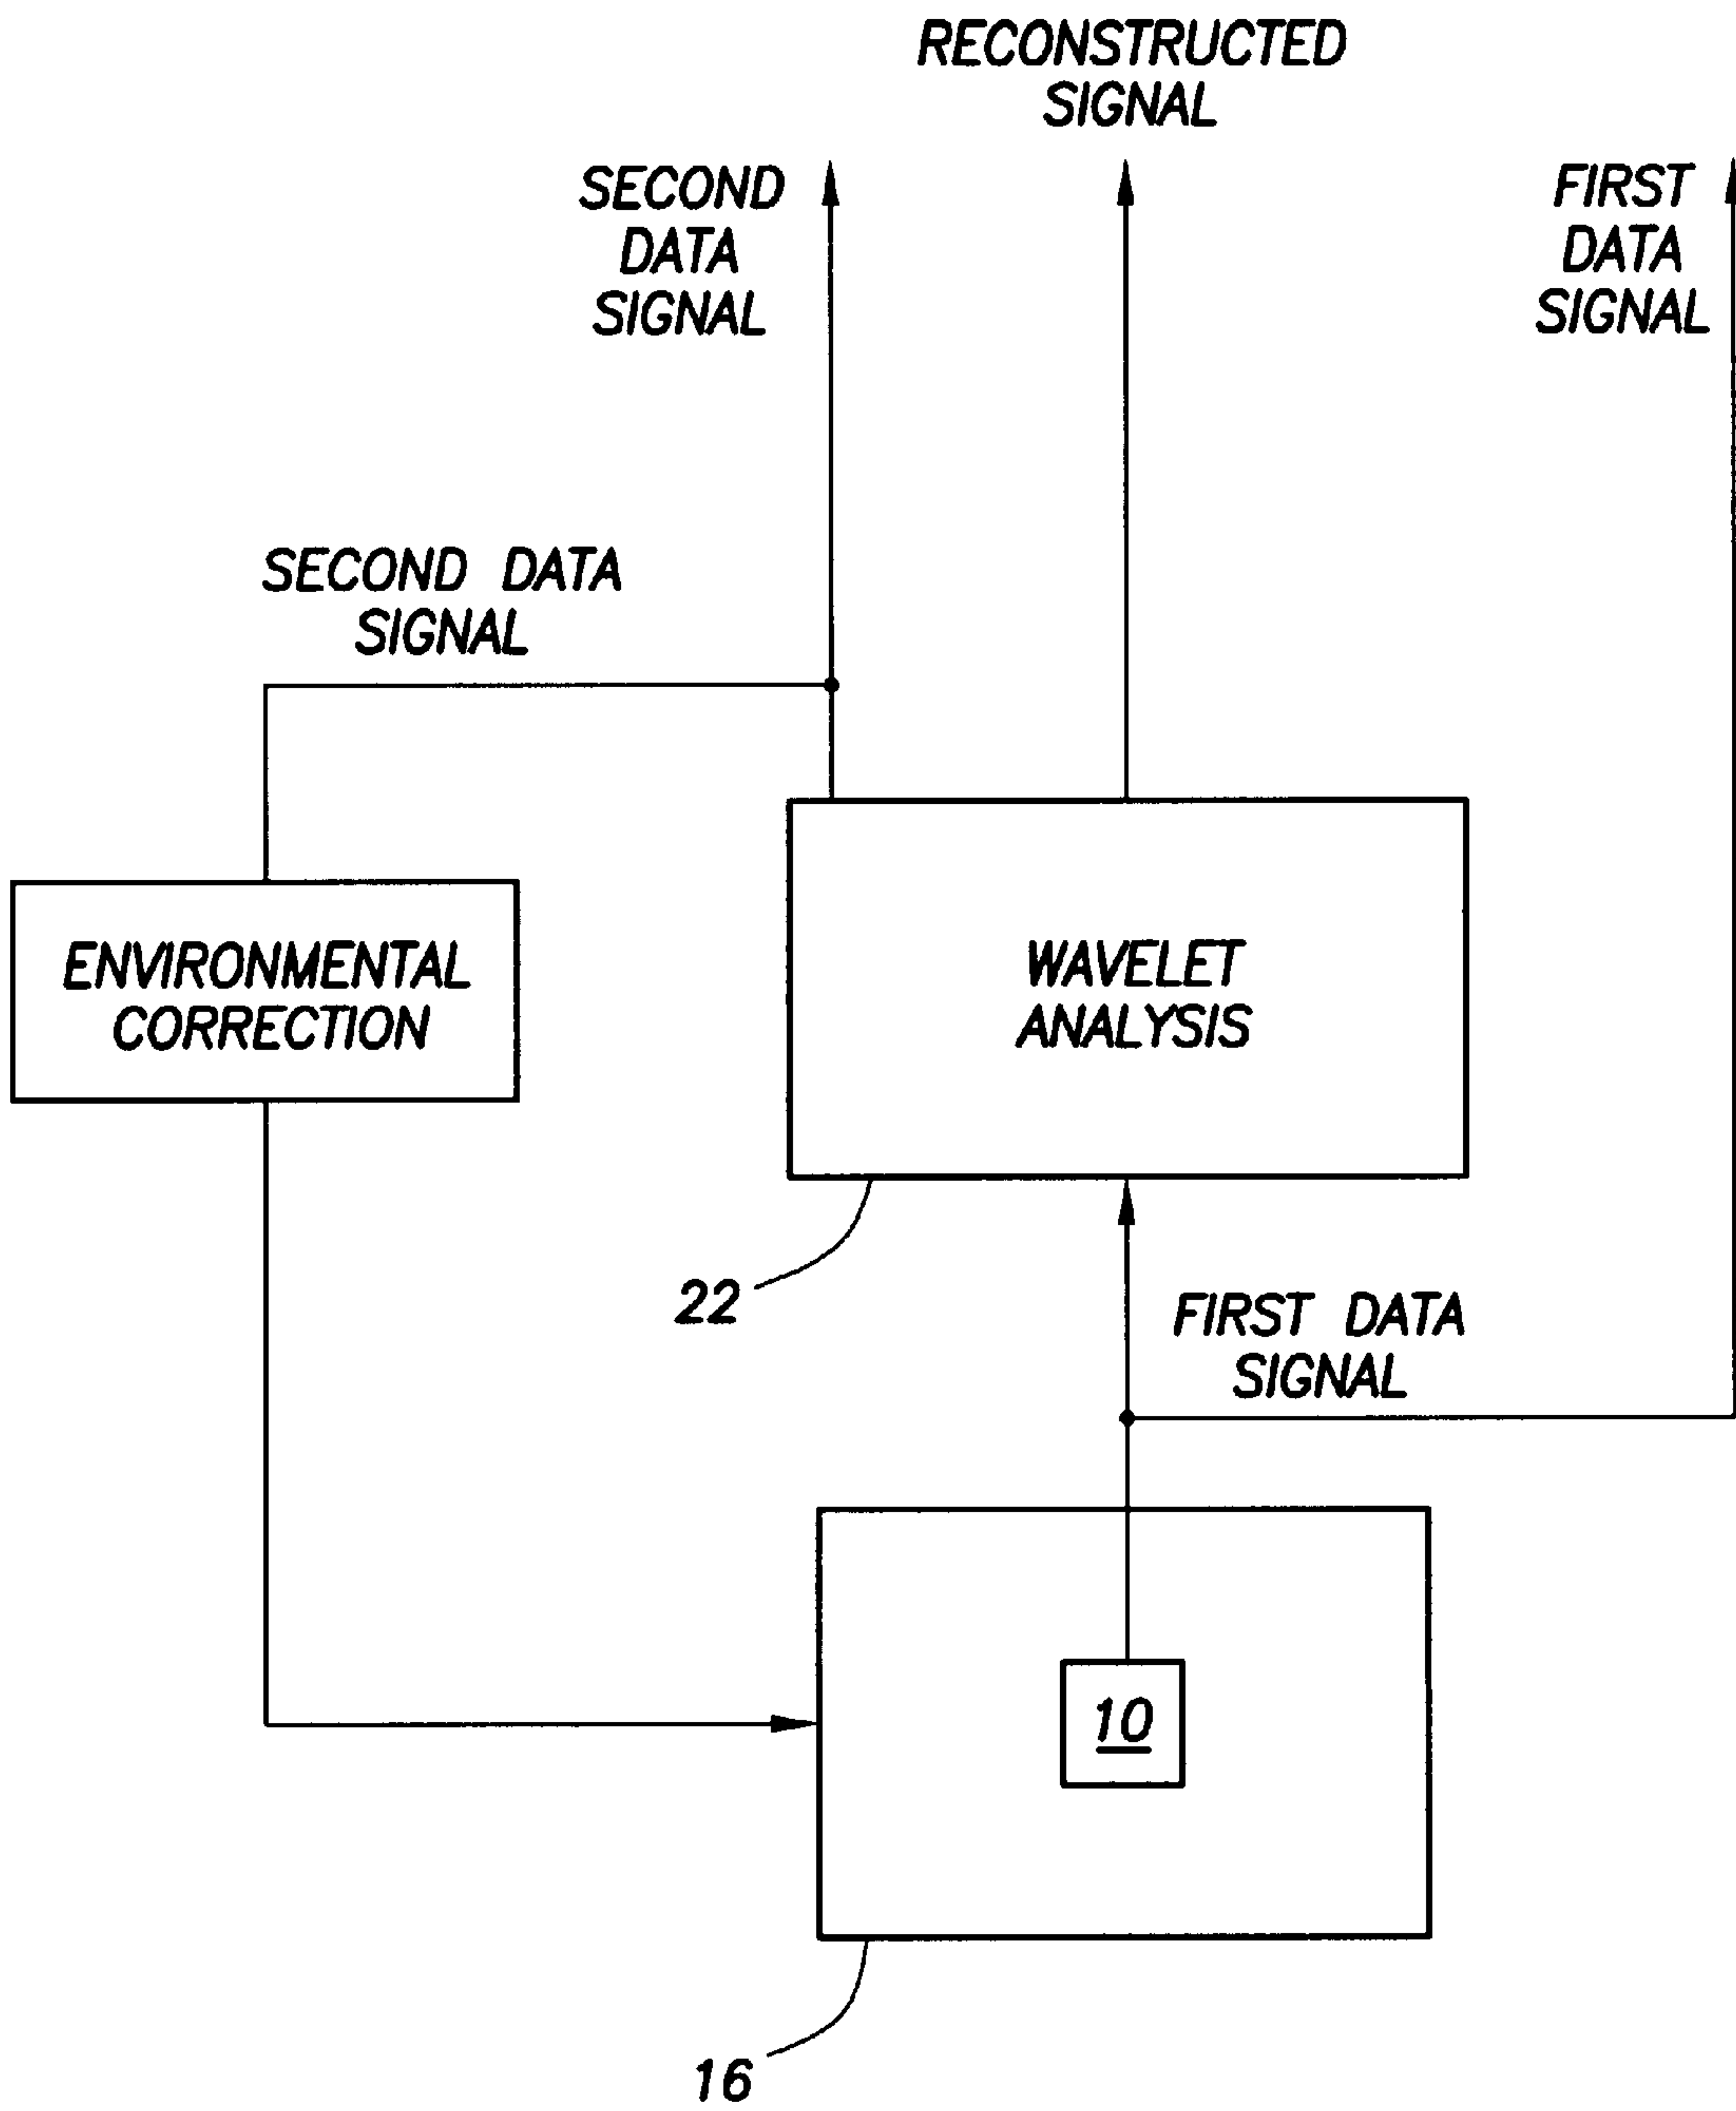 RECONSTRUCTED
SIGNAL
SECOND
DATA
SIGNAL
FIRST
DATA
SIGNAL
SECOND DATA
SIGNAL
ENVIRONMENTAL
CORRECTION
WAVELET
ANALYSIS
22
FIRST DATA
SIGNAL
10
16